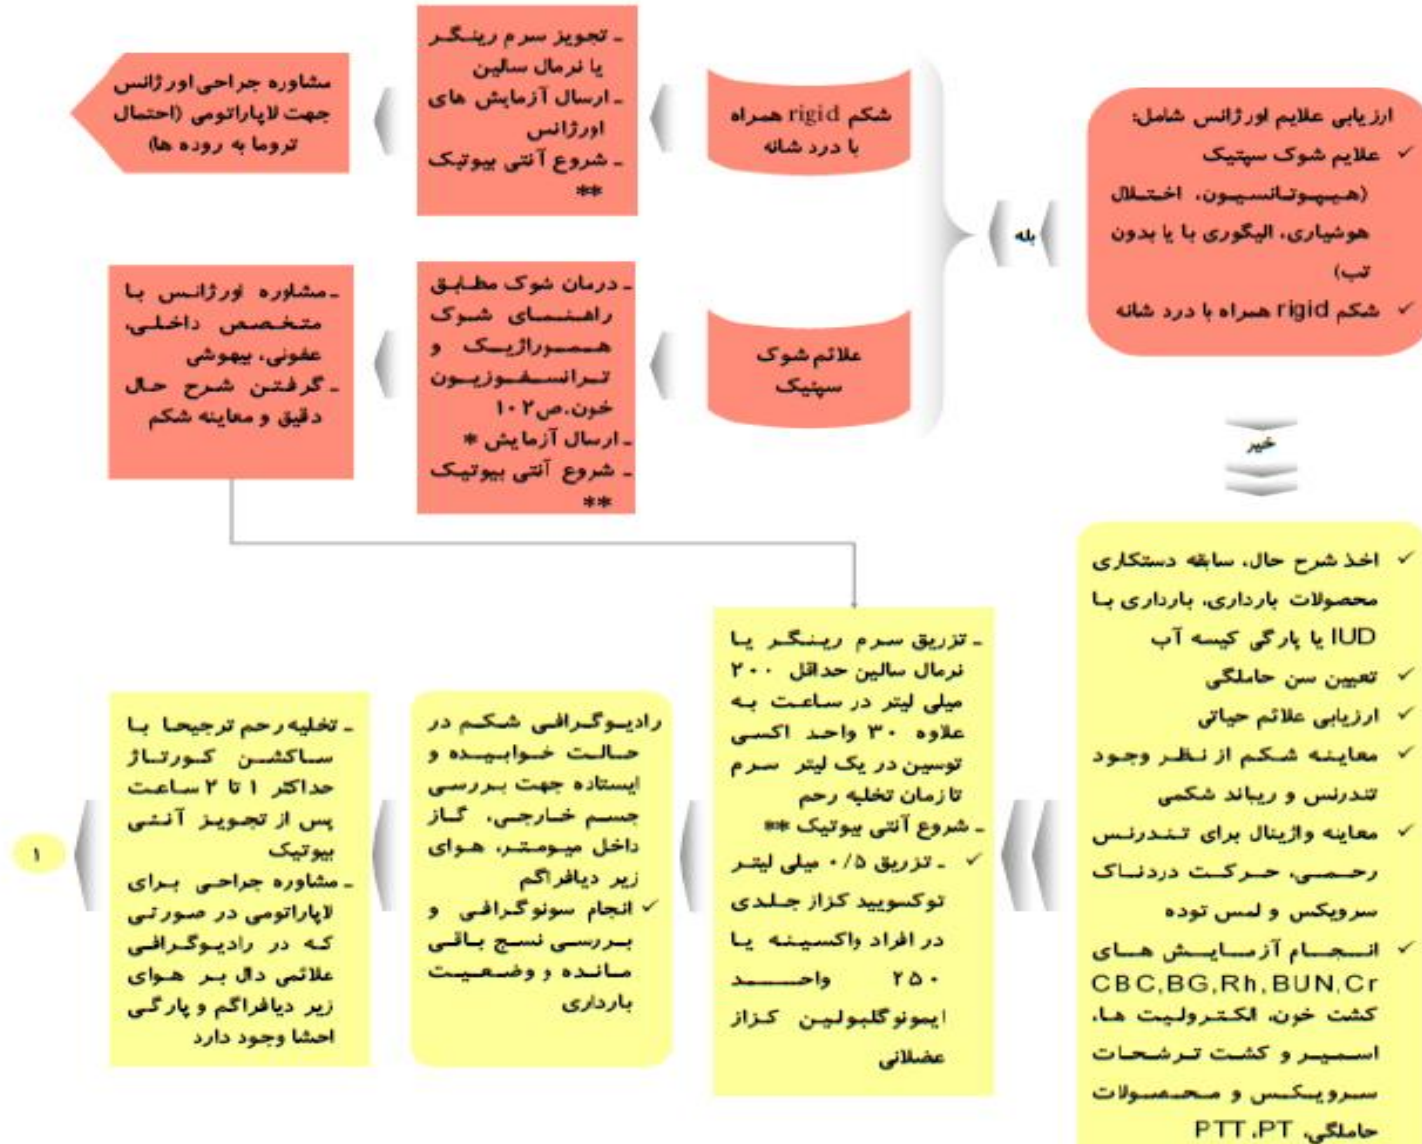 ارزیابی علایم اورژانس شامل:
✓ علایم شوک سپتیک
(هیپوتانسیون، اختلال
هوشیاری، الیگوری با یا بدون
تب)
✓ شکم rigid همراه با درد شانه
بله
شکم rigid همراه
با درد شانه
ـ تجویز سرم رینگر
یا نرمال سالین
ـ ارسال آزمایش های
اورژانس
ـ شروع آنتی بیوتیک
**
مشاوره جراحی اورژانس
جهت لاپاراتومی (احتمال
تروما به روده ها)
علائم شوک
سپتیک
ـ درمان شوک مطابق
راهنمای شوک
هموراژیک و
ترانسفوزیون
خون.ص۱۰۲
ـ ارسال آزمایش *
ـ شروع آنتی بیوتیک
**
ـ مشاوره اورژانس با
متخصص داخلی،
عفونی، بیهوشی
ـ گرفتن شرح حال
دقیق و معاینه شکم
خیر
✓ اخذ شرح حال، سابقه دستکاری
محصولات بارداری، بارداری با
IUD یا پارگی کیسه آب
✓ تعیین سن حاملگی
✓ ارزیابی علائم حیاتی
✓ معاینه شکم از نظر وجود
تندرنس و ریباند شکمی
✓ معاینه واژینال برای تندرنس
رحمی، حرکت دردناک
سرویکس و لمس توده
✓ انجام آزمایش های
CBC,BG,Rh,BUN,Cr
کشت خون، الکترولیت ها،
اسمیر و کشت ترشحات
سرویکس و محصولات
حاملگی، PTT ،PT
ـ تزریق سرم رینگر یا
نرمال سالین حداقل ۲۰۰
میلی لیتر در ساعت به
علاوه ۳۰ واحد اکسی
توسین در یک لیتر سرم
تا زمان تخلیه رحم
ـ شروع آنتی بیوتیک **
✓ ـ تزریق ۰/۵ میلی لیتر
توکسویید کزاز جلدی
در افراد واکسینه یا
۲۵۰ واحد
ایمونوگلبولین کزاز
عضلانی
رادیوگرافی شکم در
حالت خوابیده و
ایستاده جهت بررسی
جسم خارجی، گاز
داخل میومتر، هوای
زیر دیافراگم
✓ انجام سونوگرافی و
بررسی نسج باقی
مانده و وضعیت
بارداری
ـ تخلیه رحم ترجیحا با
ساکشن کورتاژ
حداکثر ۱ تا ۲ ساعت
پس از تجویز آنتی
بیوتیک
ـ مشاوره جراحی برای
لاپاراتومی در صورتی
که در رادیوگرافی
علائمی دال بر هوای
زیر دیافراگم و پارگی
احشا وجود دارد
۱